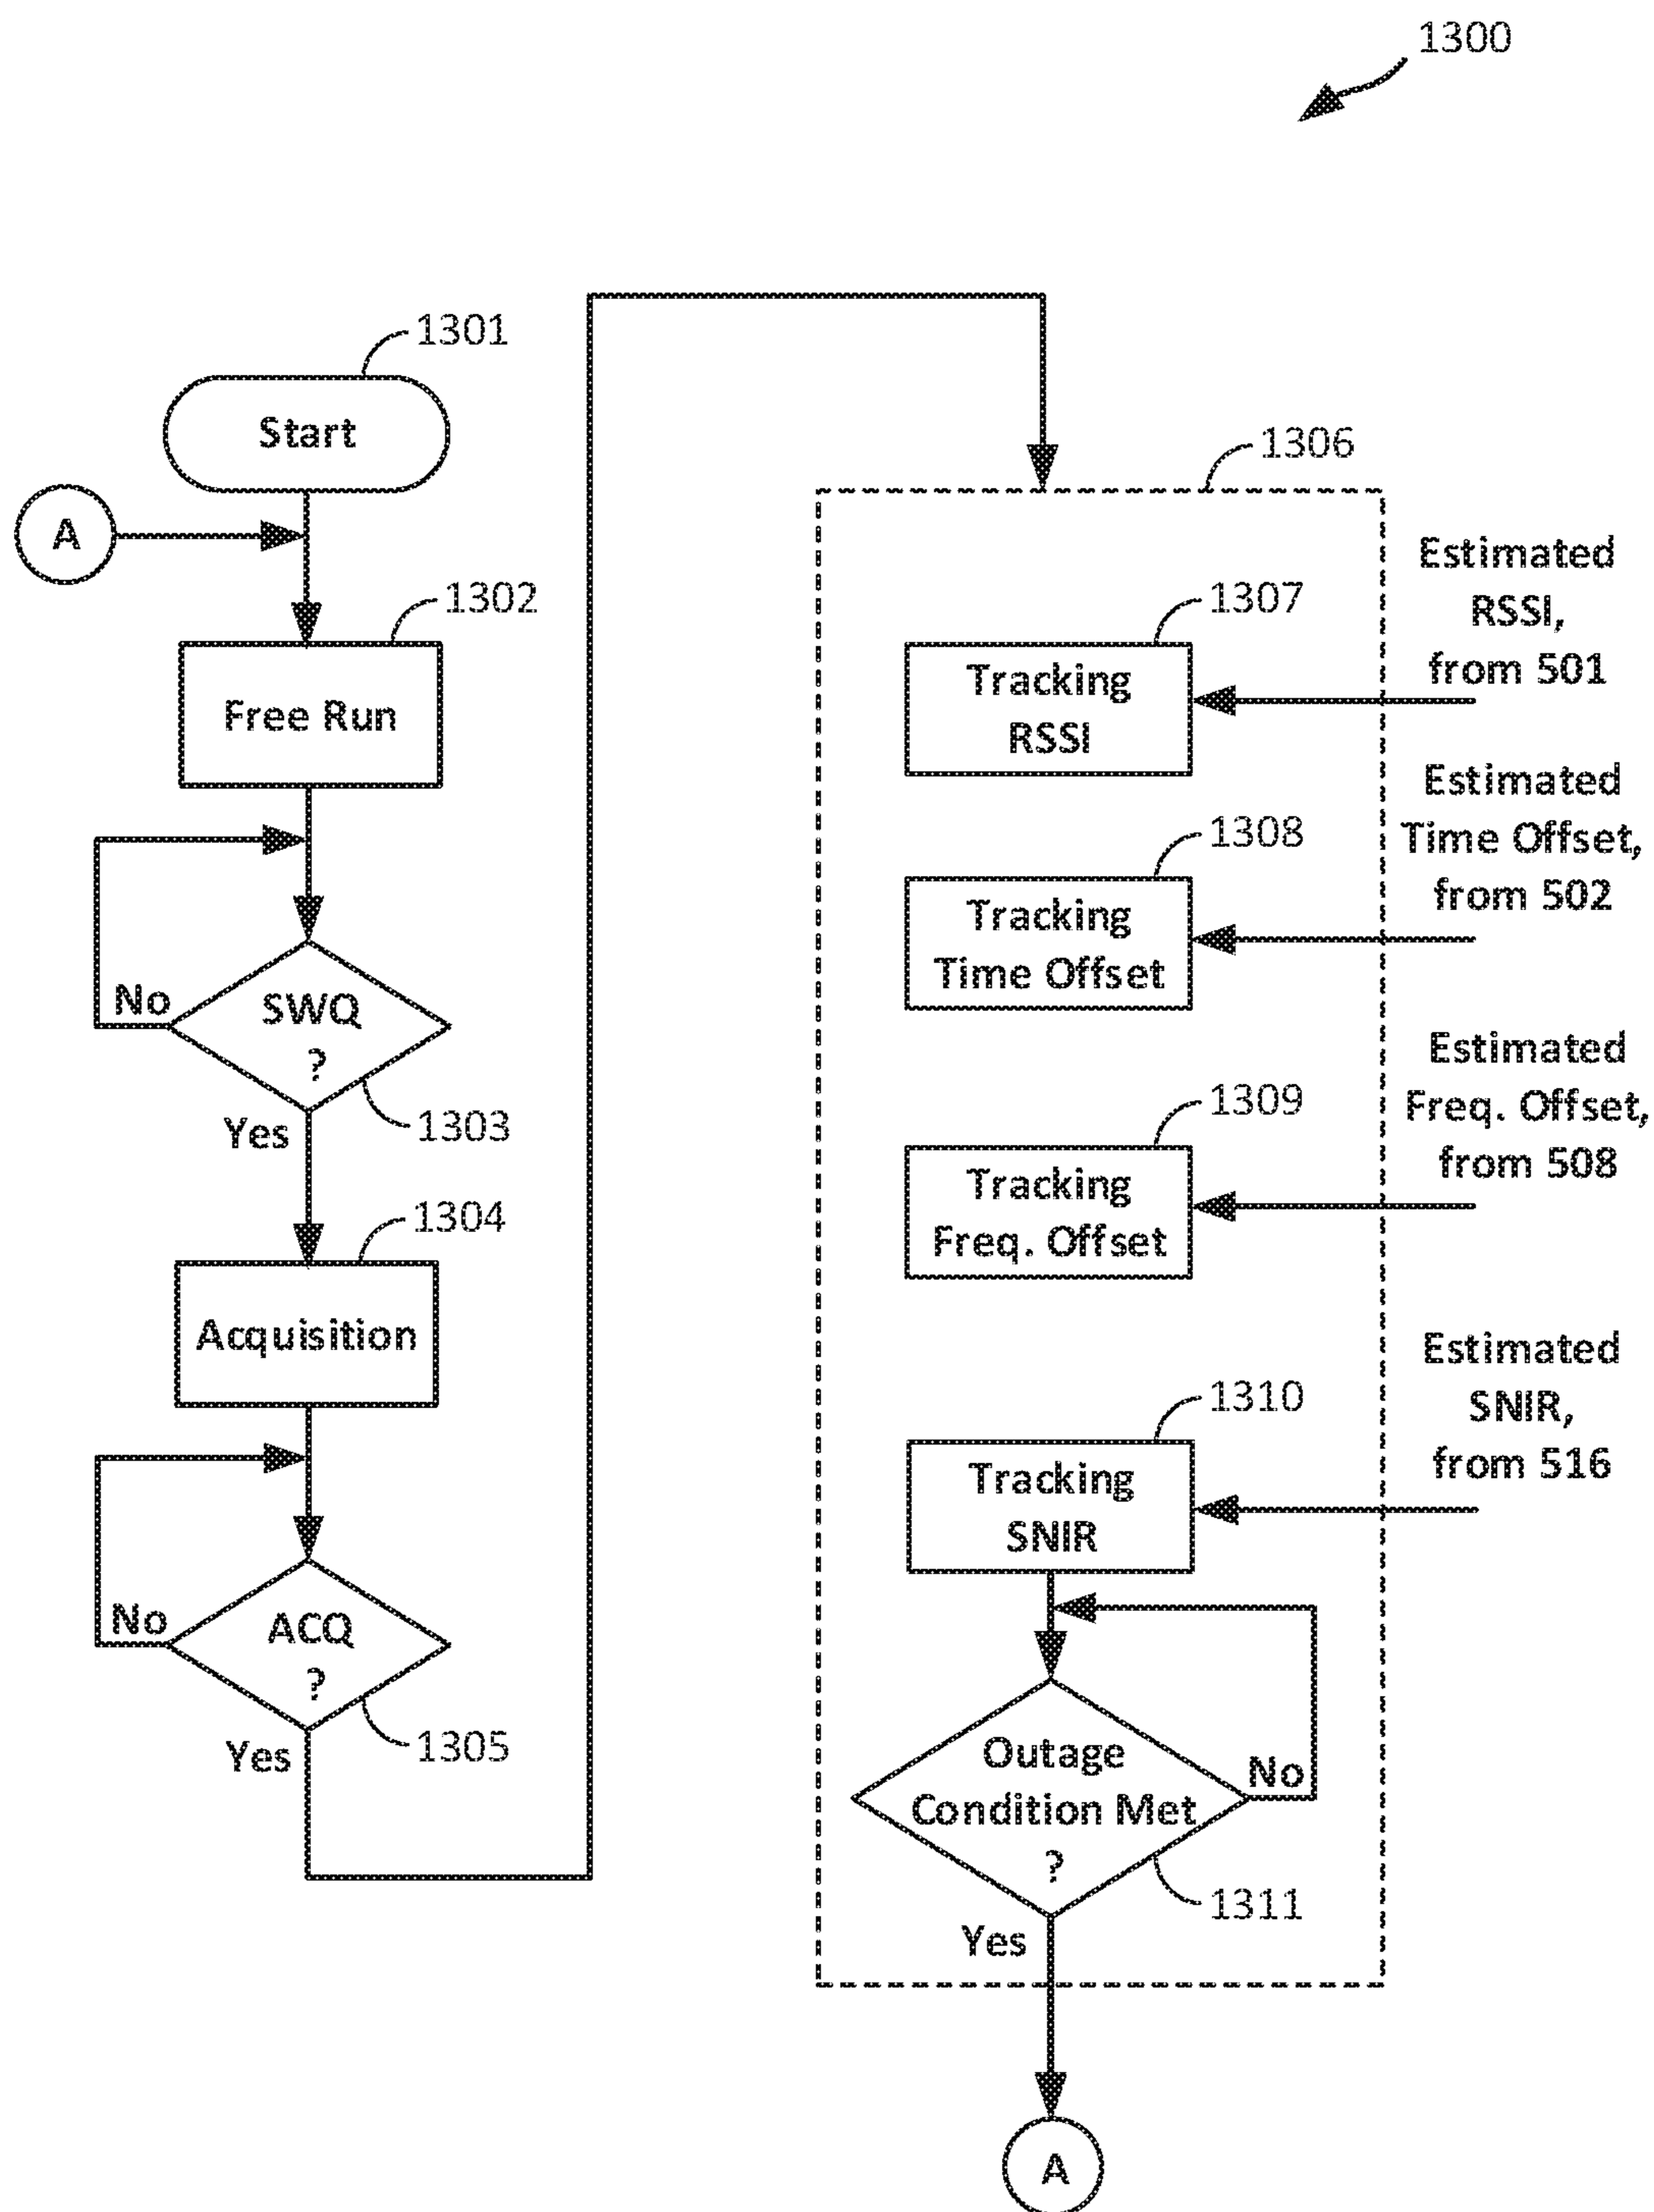 1300
1301
Start
A
1302
Free Run
No
SWQ
?
Yes
1303
1304
Acquisition
No
ACQ
?
Yes
1305
1306
1307
Tracking
RSSI
Estimated
RSSI,
from 501
1308
Tracking
Time Offset
Estimated
Time Offset,
from 502
1309
Tracking
Freq. Offset
Estimated
Freq. Offset,
from 508
1310
Tracking
SNIR
Estimated
SNIR,
from 516
Outage
Condition Met
?
No
1311
Yes
A